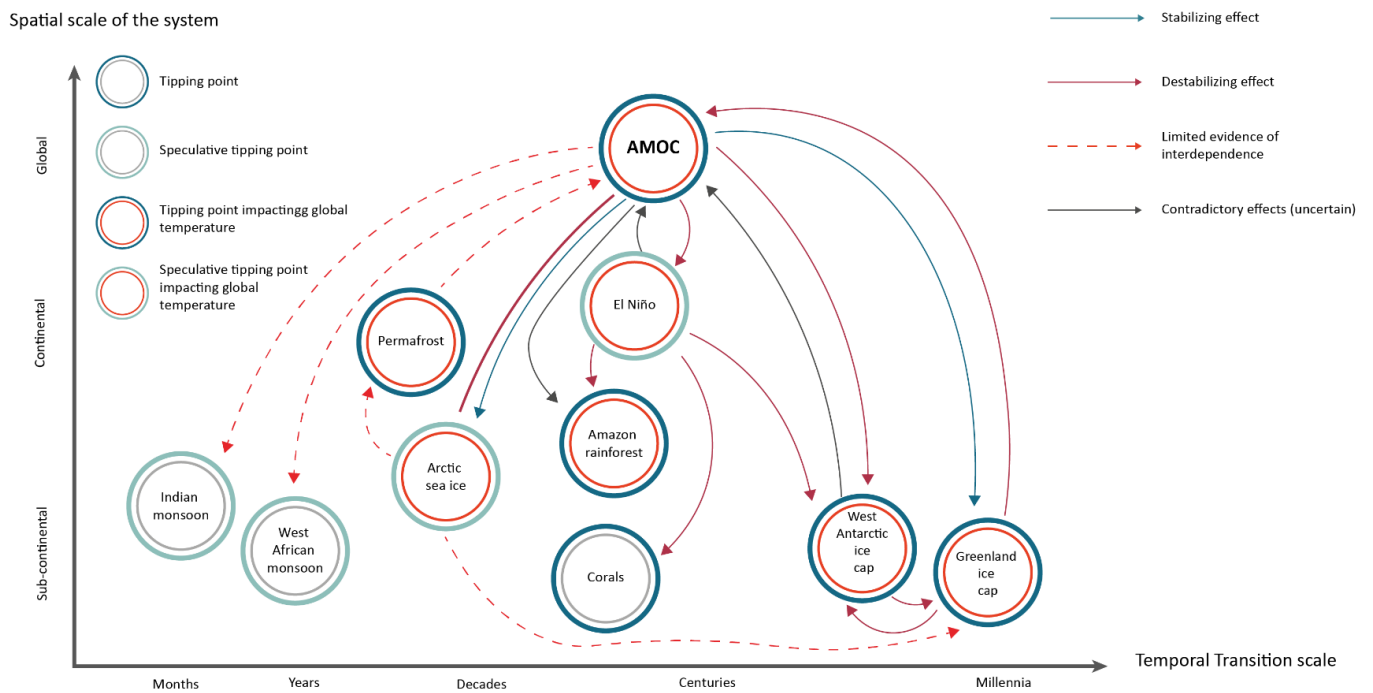 Spatial scale of the system
Stabilizing effect
Tipping point
Destabilizing effect
Speculative tipping point
Limited evidence of
interdependence
Tipping point impactingg global
temperature
Contradictory effects (uncertain)
Speculative tipping point
impacting global
temperature
Global
Continental
Sub-continental
AMOC
El Niño
Permafrost
Amazon
rainforest
Arctic
sea ice
Indian
monsoon
West
African
monsoon
Corals
West
Antarctic
ice
cap
Greenland
ice
cap
Temporal Transition scale
Months
Years
Decades
Centuries
Millennia